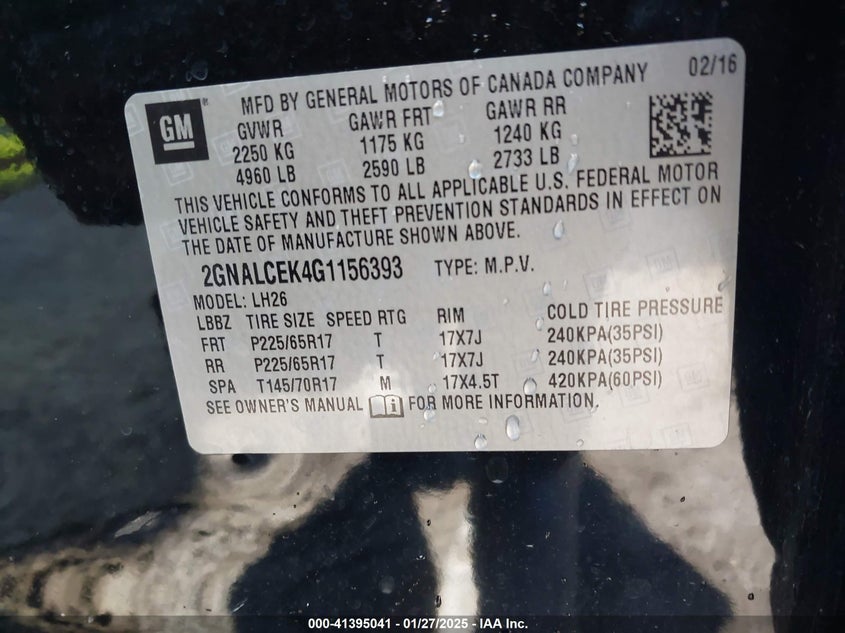 GM
MFD BY GENERAL MOTORS OF CANADA COMPANY 02/16
GVWR GAWR FRT GAWR RR
2250 KG 1175 KG 1240 KG
4960 LB 2590 LB 2733 LB
THIS VEHICLE CONFORMS TO ALL APPLICABLE U.S. FEDERAL MOTOR
VEHICLE SAFETY AND THEFT PREVENTION STANDARDS IN EFFECT ON
THE DATE OF MANUFACTURE SHOWN ABOVE.
2GNALCEK4G1156393 TYPE: M.P.V.
MODEL: LH26
LBBZ TIRE SIZE SPEED RTG RIM COLD TIRE PRESSURE
FRT P225/65R17 T 17X7J 240KPA(35PSI)
RR P225/65R17 T 17X7J 240KPA(35PSI)
SPA T145/70R17 M 17X4.5T 420KPA(60PSI)
SEE OWNER'S MANUAL FOR MORE INFORMATION.
000-41395041 - 01/27/2025 - IAA Inc.